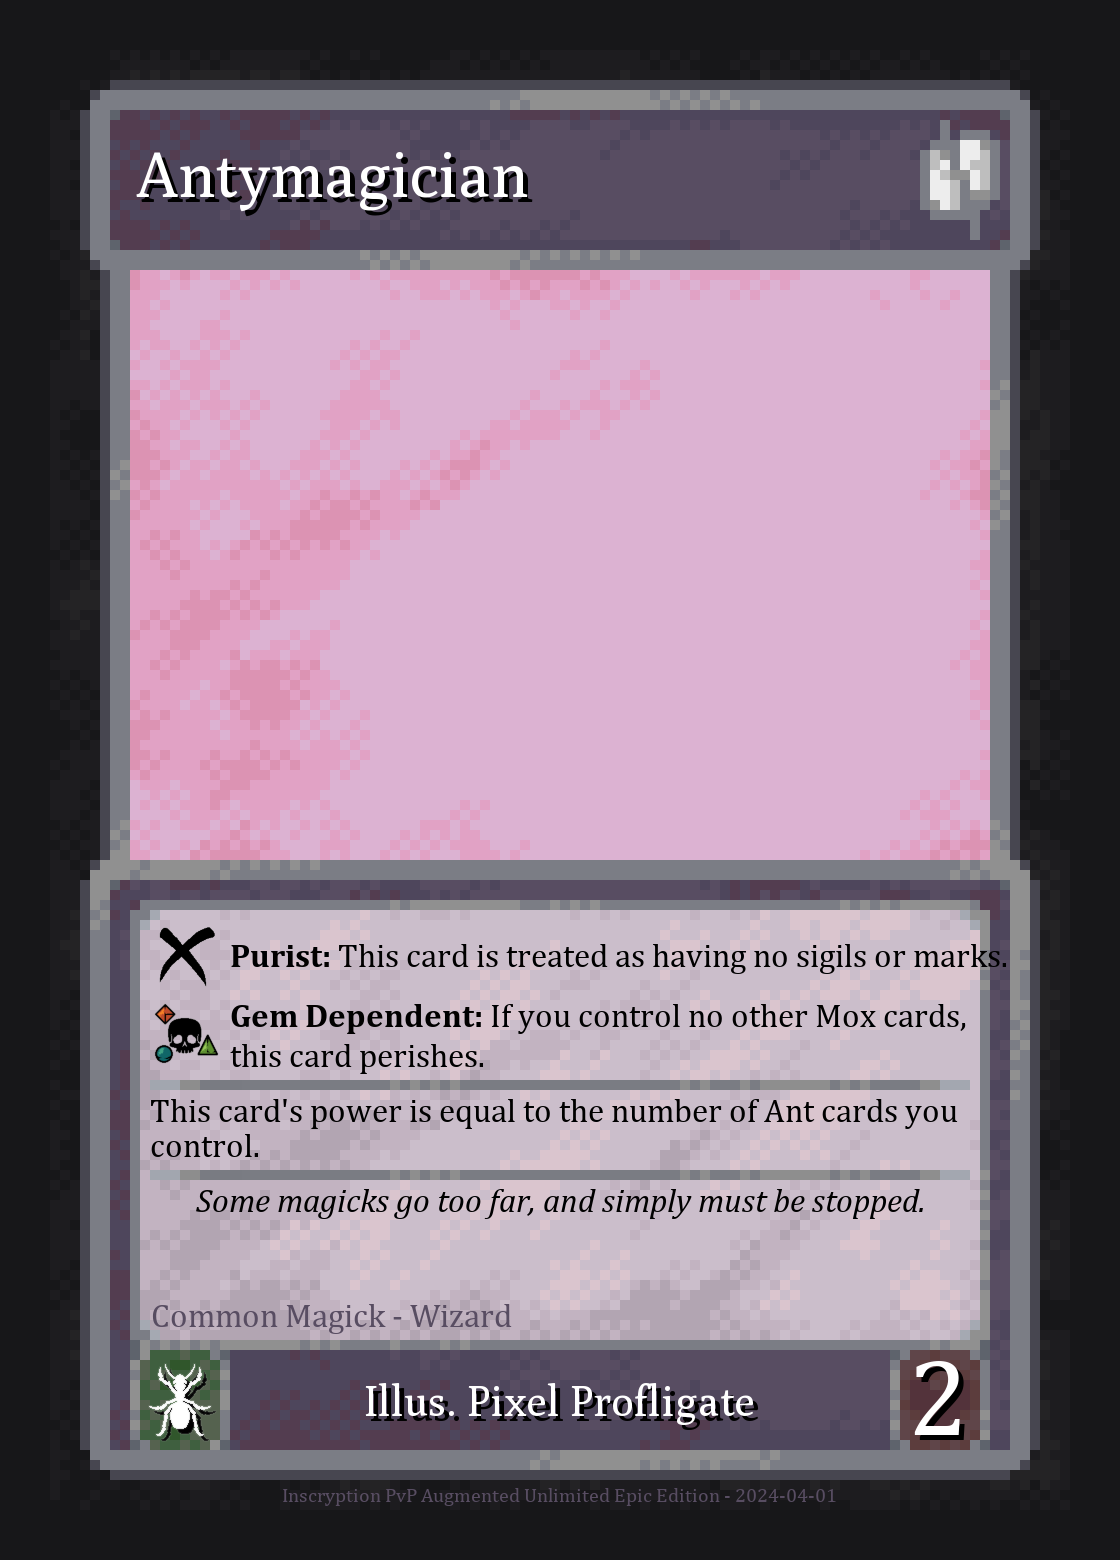 Antymagician
Purist: This card is treated as having no sigils or marks.
Gem Dependent: If you control no other Mox cards,
this card perishes.
This card's power is equal to the number of Ant cards you
control.
Some magicks go too far, and simply must be stopped.
Common Magick - Wizard
Illus. Pixel Profligate
2
Inscryption PvP Augmented Unlimited Epic Edition - 2024-04-01